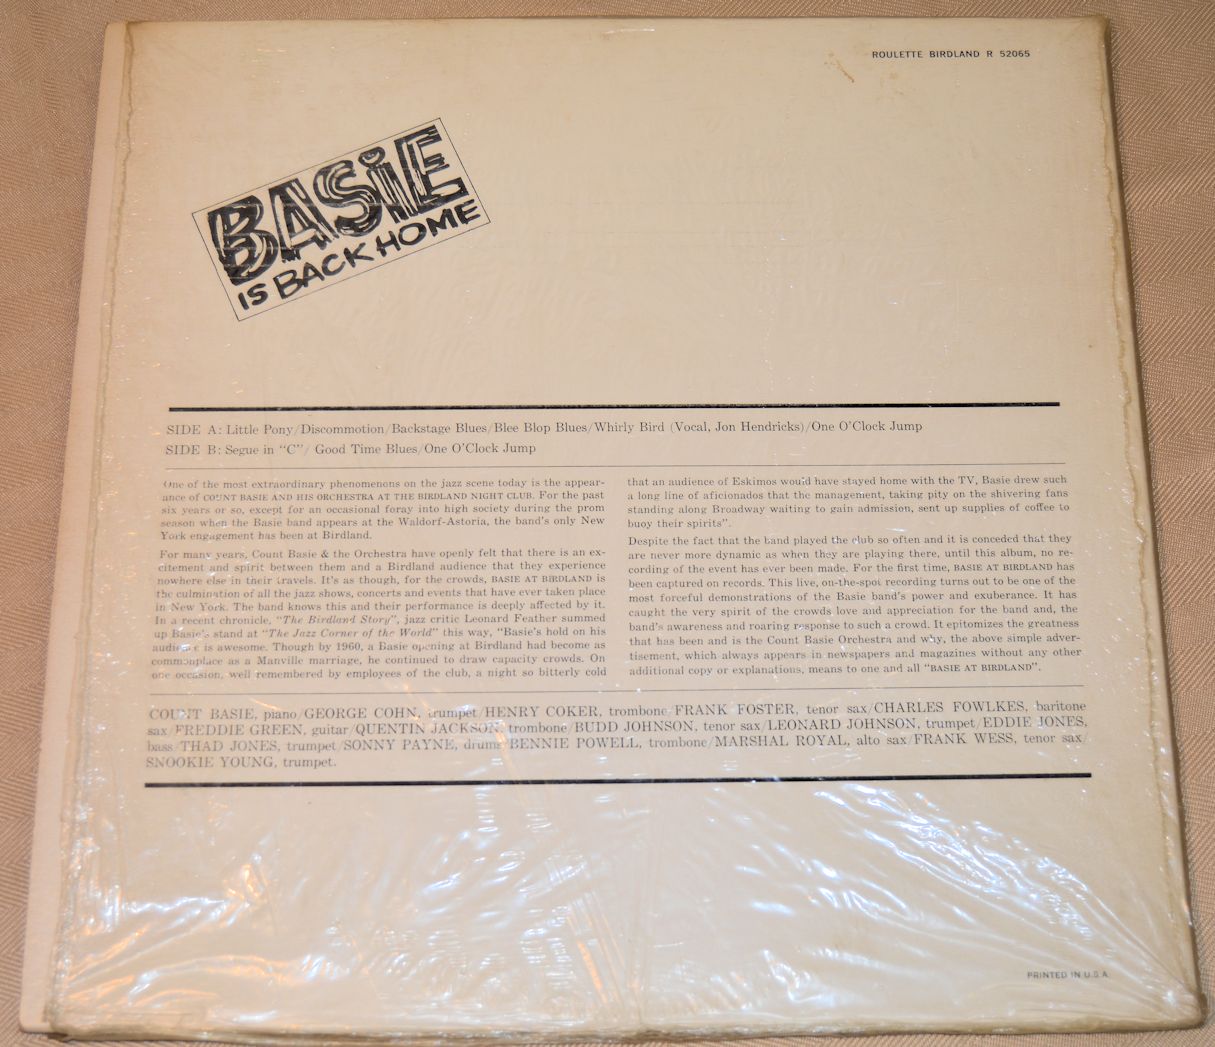 ROULETTE BIRDLAND R 52065
BASiE
IS BACK HOME
SIDE A: Little Pony/Discommotion/Backstage Blues/Blee Blop Blues/Whirly Bird (Vocal, Jon Hendricks)/One O'Clock Jump
SIDE B: Segue in "C"/ Good Time Blues/One O'Clock Jump
One of the most extraordinary phenomenons on the jazz scene today is the appear-
ance of COUNT BASIE AND HIS ORCHESTRA AT THE BIRDLAND NIGHT CLUB. For the past
six years or so, except for an occasional foray into high society during the prom
season when the Basie band appears at the Waldorf-Astoria, the band's only New
York engagement has been at Birdland.
For many years, Count Basie & the Orchestra have openly felt that there is an ex-
citement and spirit between them and a Birdland audience that they experience
nowhere else in their travels. It's as though, for the crowds, BASIE AT BIRDLAND is
the culmination of all the jazz shows, concerts and events that have ever taken place
in New York. The band knows this and their performance is deeply affected by it.
In a recent chronicle, "The Birdland Story", jazz critic Leonard Feather summed
up Basie's stand at "The Jazz Corner of the World" this way, "Basie's hold on his
audience is awesome. Though by 1960, a Basie opening at Birdland had become as
commonplace as a Manville marriage, he continued to draw capacity crowds. On
one occasion, well remembered by employees of the club, a night so bitterly cold
that an audience of Eskimos would have stayed home with the TV, Basie drew such
a long line of aficionados that the management, taking pity on the shivering fans
standing along Broadway waiting to gain admission, sent up supplies of coffee to
buoy their spirits".
Despite the fact that the band played the club so often and it is conceded that they
are never more dynamic as when they are playing there, until this album, no re-
cording of the event has ever been made. For the first time, BASIE AT BIRDLAND has
been captured on records. This live, on-the-spot recording turns out to be one of the
most forceful demonstrations of the Basie band's power and exuberance. It has
caught the very spirit of the crowds love and appreciation for the band and, the
band's awareness and roaring response to such a crowd. It epitomizes the greatness
that has been and is the Count Basie Orchestra and why, the above simple adver-
tisement, which always appears in newspapers and magazines without any other
additional copy or explanations, means to one and all "BASIE AT BIRDLAND".
COUNT BASIE, piano/GEORGE COHN, trumpet/HENRY COKER, trombone/FRANK FOSTER, tenor sax/CHARLES FOWLKES, baritone
sax/FREDDIE GREEN, guitar/QUENTIN JACKSON, trombone/BUDD JOHNSON, tenor sax/LEONARD JOHNSON, trumpet/EDDIE JONES,
bass/THAD JONES, trumpet/SONNY PAYNE, drums/BENNIE POWELL, trombone/MARSHAL ROYAL, alto sax/FRANK WESS, tenor sax/
SNOOKIE YOUNG, trumpet.
PRINTED IN U.S.A.